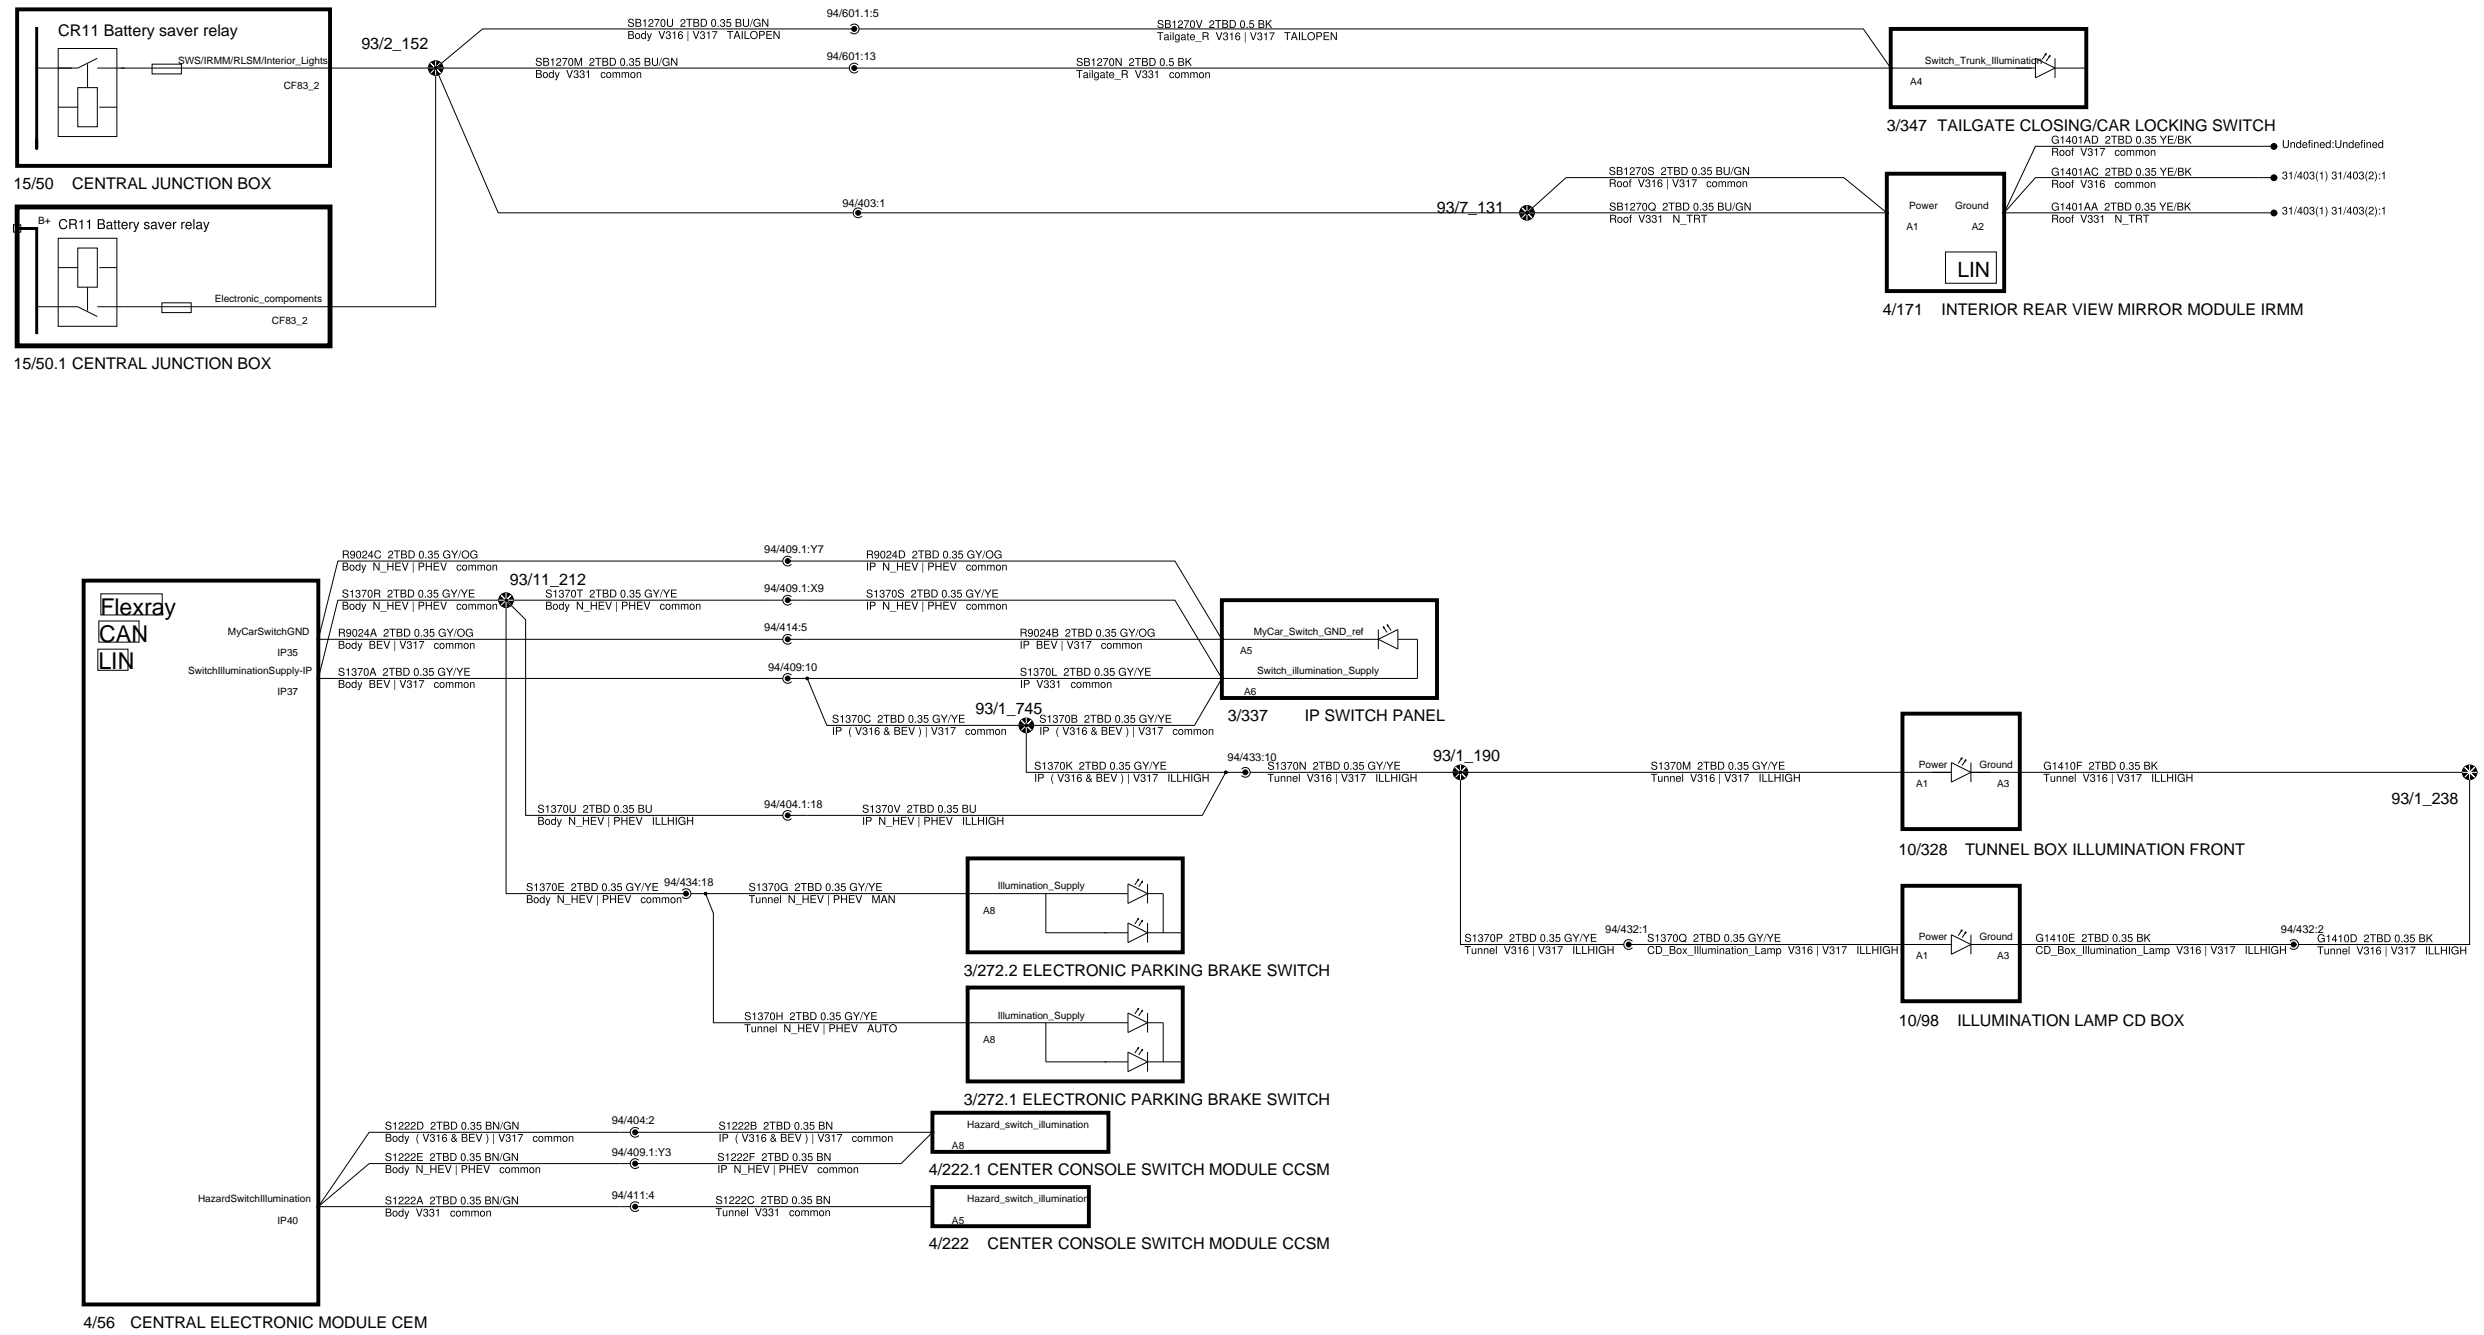 CR11 Battery saver relay
SWS/IRMM/RLSM/Interior_Lights
CF83_2
15/50 CENTRAL JUNCTION BOX
B+
CR11 Battery saver relay
Electronic_compoments
CF83_2
15/50.1 CENTRAL JUNCTION BOX
93/2_152
SB1270U 2TBD 0.35 BU/GN
Body V316 | V317 TAILOPEN
94/601.1:5
SB1270V 2TBD 0.5 BK
Tailgate_R V316 | V317 TAILOPEN
SB1270M 2TBD 0.35 BU/GN
Body V331 common
94/601:13
SB1270N 2TBD 0.5 BK
Tailgate_R V331 common
Switch_Trunk_Illumination
A4
3/347 TAILGATE CLOSING/CAR LOCKING SWITCH
94/403:1
93/7_131
SB1270S 2TBD 0.35 BU/GN
Roof V316 | V317 common
SB1270Q 2TBD 0.35 BU/GN
Roof V331 N_TRT
Power Ground
A1 A2
LIN
4/171 INTERIOR REAR VIEW MIRROR MODULE IRMM
G1401AD 2TBD 0.35 YE/BK
Roof V317 common
Undefined:Undefined
G1401AC 2TBD 0.35 YE/BK
Roof V316 common
31/403(1) 31/403(2):1
G1401AA 2TBD 0.35 YE/BK
Roof V331 N_TRT
31/403(1) 31/403(2):1
Flexray
CAN
LIN
MyCarSwitchGND
IP35
SwitchIlluminationSupply-IP
IP37
HazardSwitchIllumination
IP40
4/56 CENTRAL ELECTRONIC MODULE CEM
R9024C 2TBD 0.35 GY/OG
Body N_HEV | PHEV common
94/409.1:Y7
R9024D 2TBD 0.35 GY/OG
IP N_HEV | PHEV common
93/11_212
S1370R 2TBD 0.35 GY/YE
Body N_HEV | PHEV common
S1370T 2TBD 0.35 GY/YE
Body N_HEV | PHEV common
94/409.1:X9
S1370S 2TBD 0.35 GY/YE
IP N_HEV | PHEV common
R9024A 2TBD 0.35 GY/OG
Body BEV | V317 common
94/414:5
R9024B 2TBD 0.35 GY/OG
IP BEV | V317 common
S1370A 2TBD 0.35 GY/YE
Body BEV | V317 common
94/409:10
S1370L 2TBD 0.35 GY/YE
IP V331 common
MyCar_Switch_GND_ref
A5
Switch_illumination_Supply
A6
3/337 IP SWITCH PANEL
S1370C 2TBD 0.35 GY/YE
IP ( V316 & BEV ) | V317 common
93/1_745
S1370B 2TBD 0.35 GY/YE
IP ( V316 & BEV ) | V317 common
S1370K 2TBD 0.35 GY/YE
IP ( V316 & BEV ) | V317 ILLHIGH
94/433:10
S1370N 2TBD 0.35 GY/YE
Tunnel V316 | V317 ILLHIGH
93/1_190
S1370M 2TBD 0.35 GY/YE
Tunnel V316 | V317 ILLHIGH
Power Ground
A1 A3
10/328 TUNNEL BOX ILLUMINATION FRONT
G1410F 2TBD 0.35 BK
Tunnel V316 | V317 ILLHIGH
93/1_238
S1370U 2TBD 0.35 BU
Body N_HEV | PHEV ILLHIGH
94/404.1:18
S1370V 2TBD 0.35 BU
IP N_HEV | PHEV ILLHIGH
S1370E 2TBD 0.35 GY/YE
Body N_HEV | PHEV common
94/434:18
S1370G 2TBD 0.35 GY/YE
Tunnel N_HEV | PHEV MAN
Illumination_Supply
A8
3/272.2 ELECTRONIC PARKING BRAKE SWITCH
S1370P 2TBD 0.35 GY/YE
Tunnel V316 | V317 ILLHIGH
94/432:1
S1370Q 2TBD 0.35 GY/YE
CD_Box_Illumination_Lamp V316 | V317 ILLHIGH
Power Ground
A1 A3
10/98 ILLUMINATION LAMP CD BOX
G1410E 2TBD 0.35 BK
CD_Box_Illumination_Lamp V316 | V317 ILLHIGH
94/432:2
G1410D 2TBD 0.35 BK
Tunnel V316 | V317 ILLHIGH
S1370H 2TBD 0.35 GY/YE
Tunnel N_HEV | PHEV AUTO
Illumination_Supply
A8
3/272.1 ELECTRONIC PARKING BRAKE SWITCH
S1222D 2TBD 0.35 BN/GN
Body ( V316 & BEV ) | V317 common
94/404:2
S1222B 2TBD 0.35 BN
IP ( V316 & BEV ) | V317 common
S1222E 2TBD 0.35 BN/GN
Body N_HEV | PHEV common
94/409.1:Y3
S1222F 2TBD 0.35 BN
IP N_HEV | PHEV common
Hazard_switch_illumination
A8
4/222.1 CENTER CONSOLE SWITCH MODULE CCSM
S1222A 2TBD 0.35 BN/GN
Body V331 common
94/411:4
S1222C 2TBD 0.35 BN
Tunnel V331 common
Hazard_switch_illumination
A5
4/222 CENTER CONSOLE SWITCH MODULE CCSM